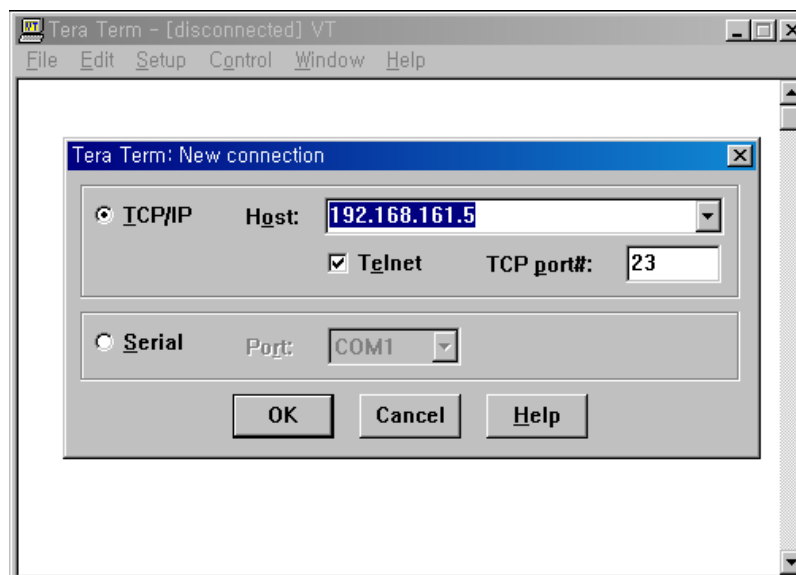 VT
Tera Term - [disconnected] VT
File Edit Setup Control Window Help
Tera Term: New connection
TCP/IP Host: 192.168.161.5
Telnet TCP port#: 23
Serial Port: COM1
OK Cancel Help